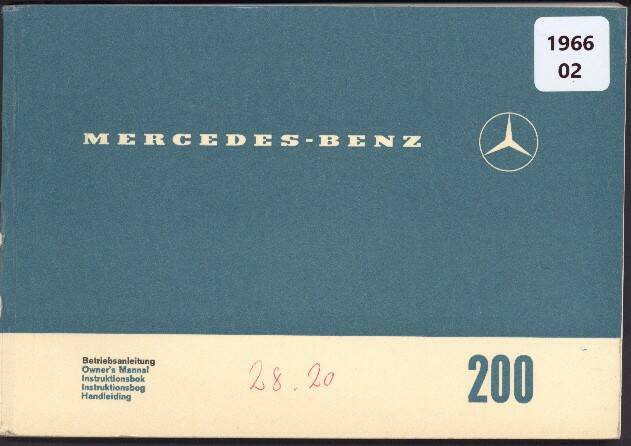 1966
02
MERCEDES-BENZ
Betriebsanleitung
Owner's Manual
Instruktionsbok
Instruktionsbog
Handleiding
28.20
200